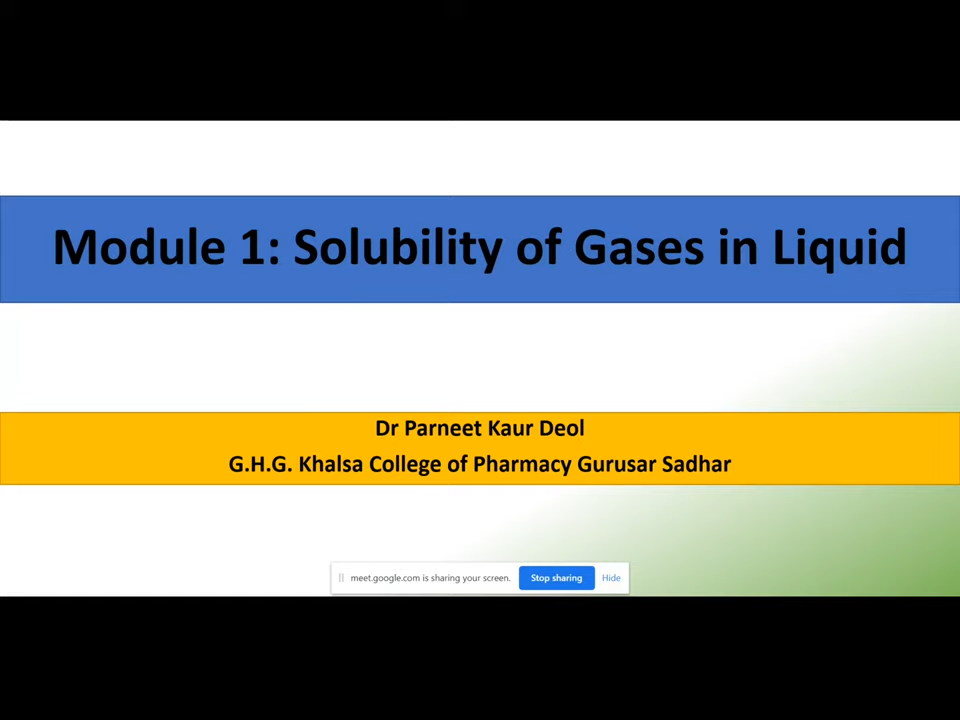 Module 1: Solubility of Gases in Liquid
Dr Parneet Kaur Deol
G.H.G. Khalsa College of Pharmacy Gurusar Sadhar
meet.google.com is sharing your screen. Stop sharing Hide